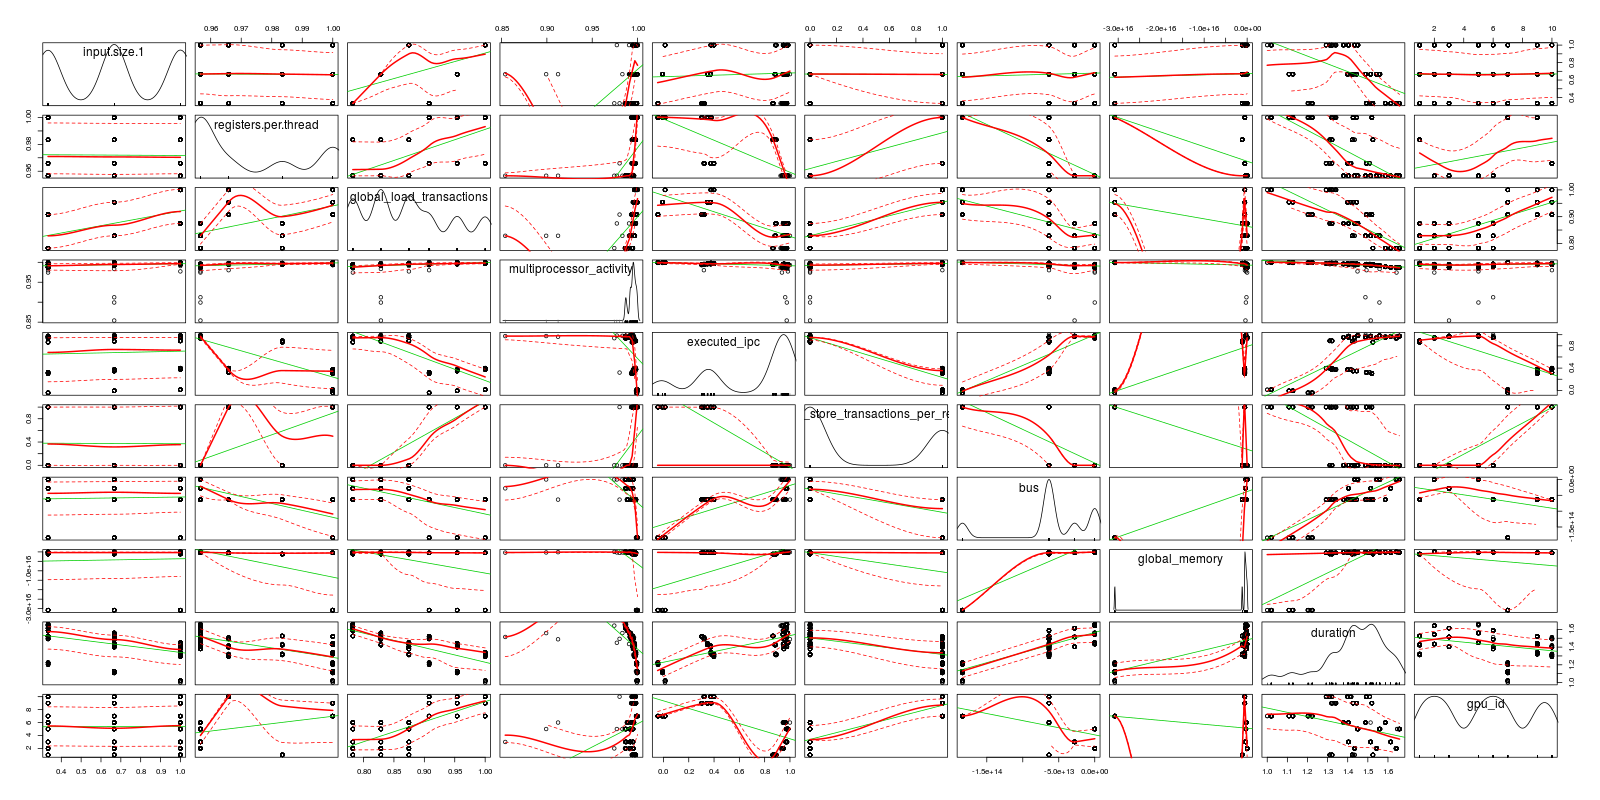 0.96 0.97 0.98 0.99 1.00
0.85 0.90 0.95 1.00
0.0 0.2 0.4 0.6 0.8 1.0
-3.0e+16 -2.0e+16 -1.0e+16 0.0e+00
2 4 6 8 10
input.size.1
0.4 0.6 0.8 1.0
registers.per.thread
0.96 0.98 1.00
global_load_transactions
0.80 0.90 1.00
multiprocessor_activity
0.85 0.95
executed_ipc
0.0 0.4 0.8
_store_transactions_per_re
0.0 0.4 0.8
bus
-1.5e+14 0.0e+00
global_memory
-3.0e+16 -1.0e+16
duration
1.0 1.2 1.4 1.6
gpu_id
2 4 6 8
0.4 0.5 0.6 0.7 0.8 0.9 1.0
0.80 0.85 0.90 0.95 1.00
0.0 0.2 0.4 0.6 0.8 1.0
-1.5e+14 -5.0e+13 0.0e+00
1.0 1.1 1.2 1.3 1.4 1.5 1.6